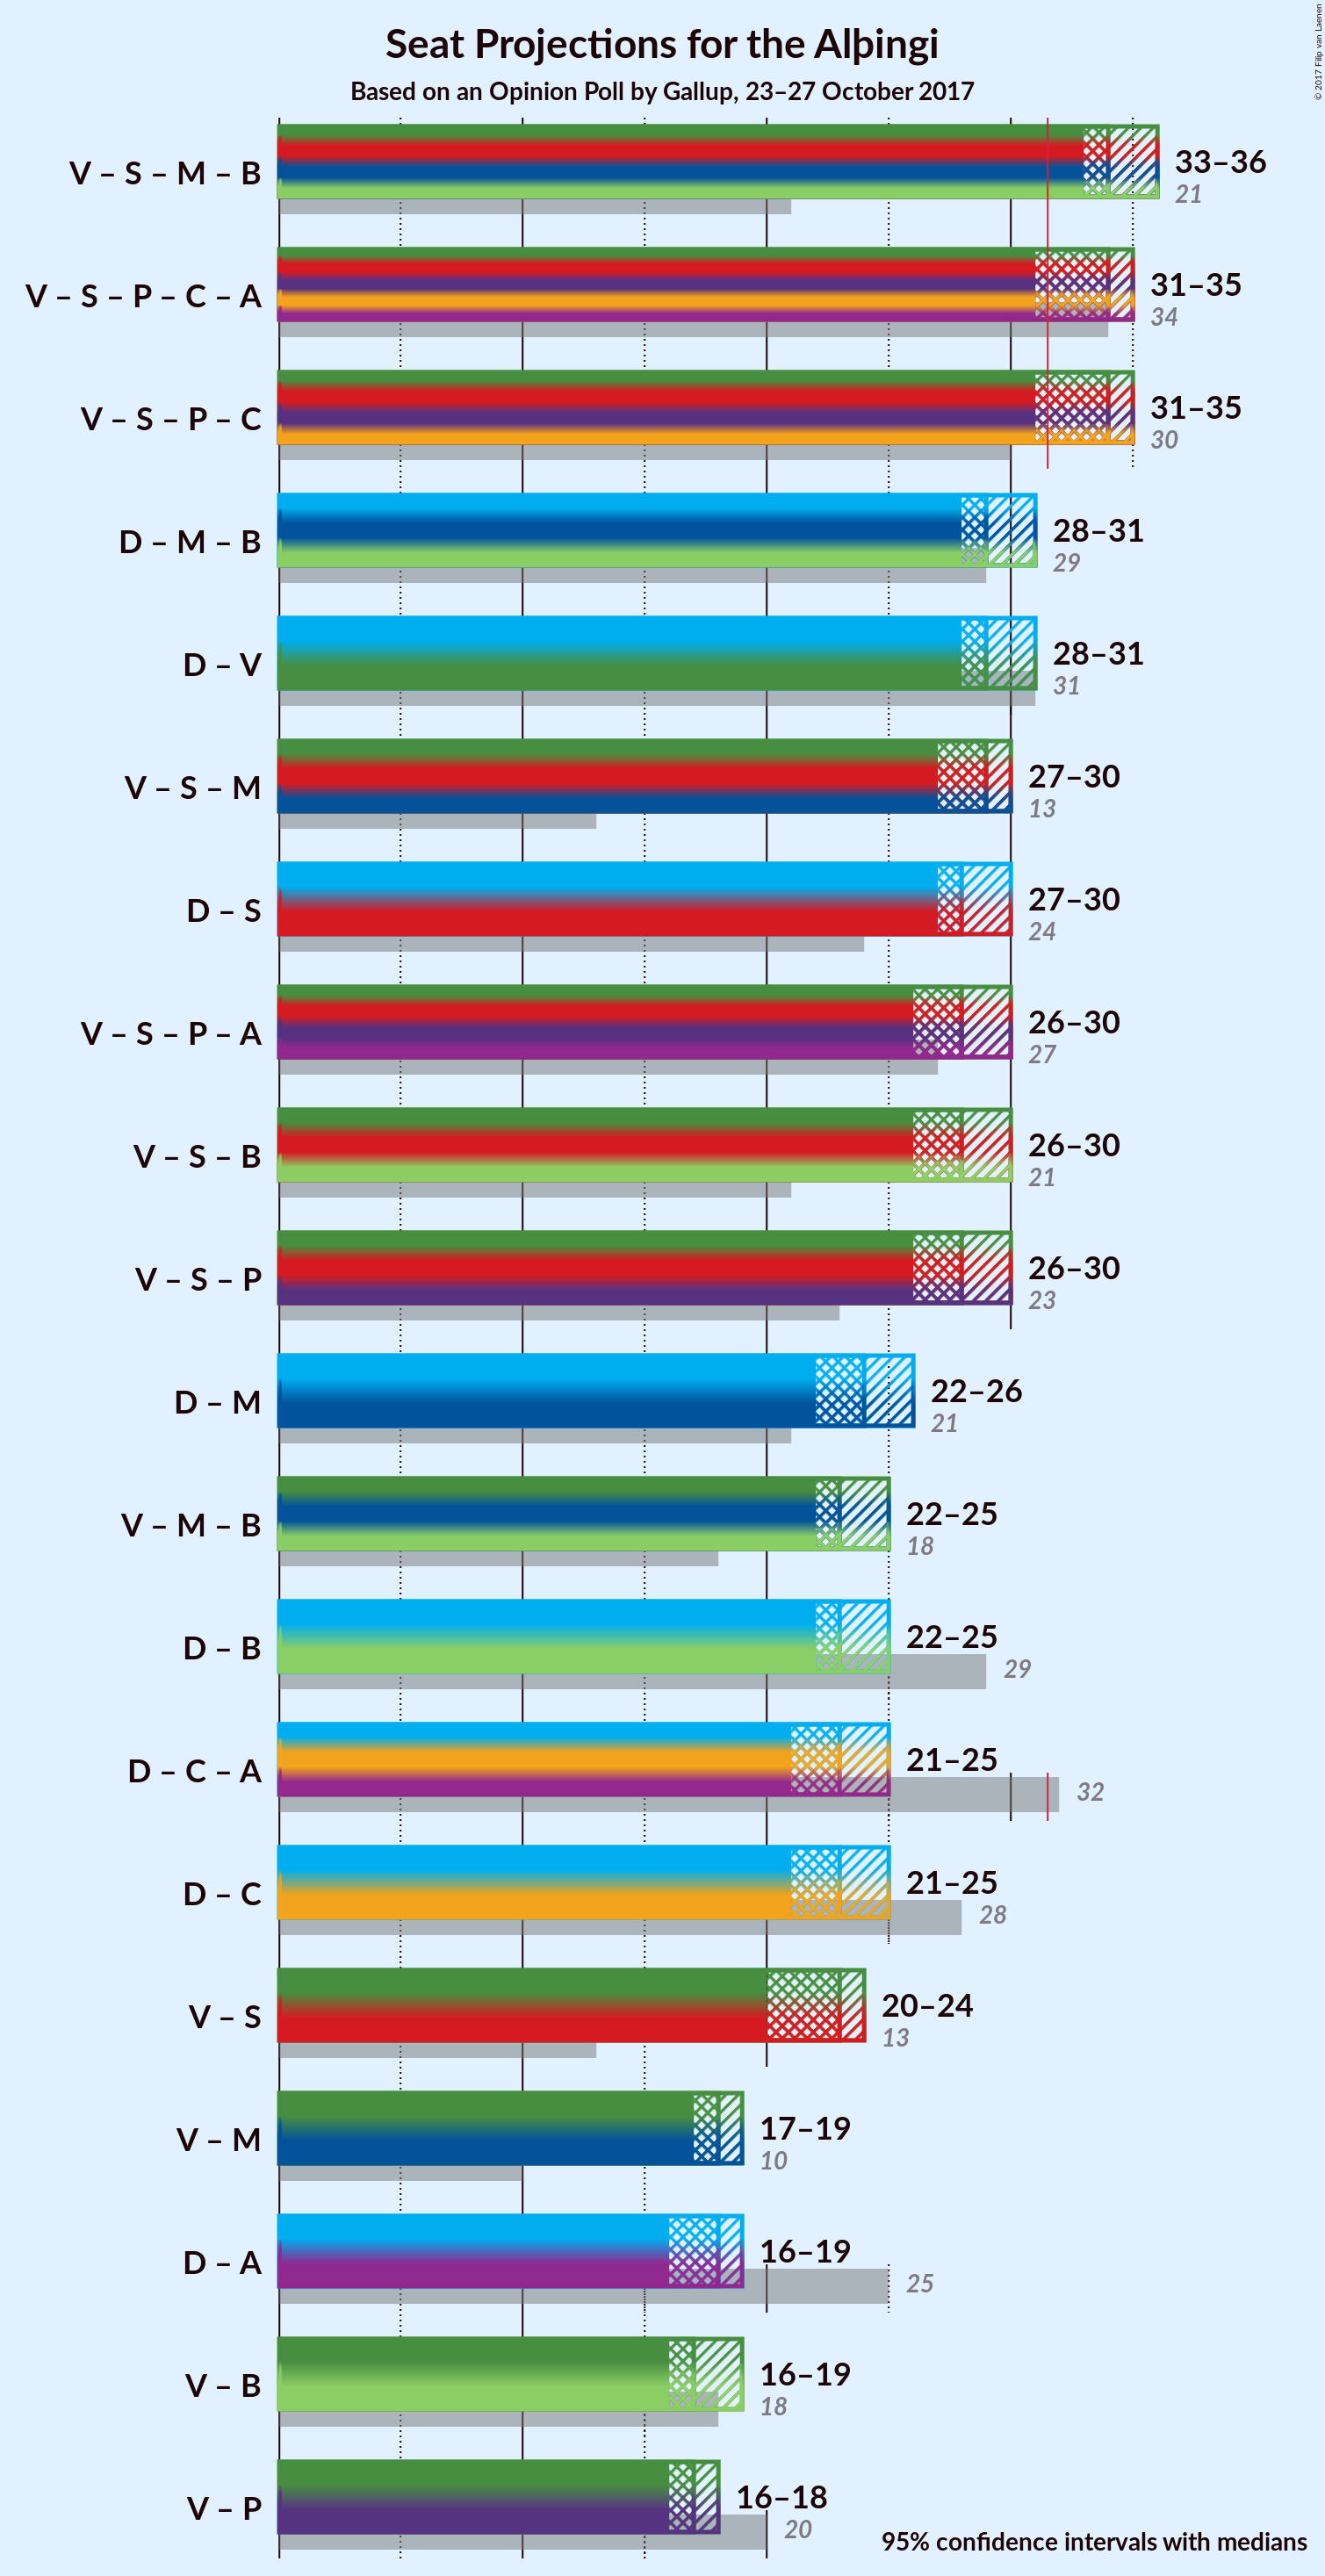 Seat Projections for the Alþingi
Based on an Opinion Poll by Gallup, 23–27 October 2017
© 2017 Filip van Laenen
V – S – M – B
33–36
21
V – S – P – C – A
31–35
34
V – S – P – C
31–35
30
D – M – B
28–31
29
D – V
28–31
31
V – S – M
27–30
13
D – S
27–30
24
V – S – P – A
26–30
27
V – S – B
26–30
21
V – S – P
26–30
23
D – M
22–26
21
V – M – B
22–25
18
D – B
22–25
29
D – C – A
21–25
32
D – C
21–25
28
V – S
20–24
13
V – M
17–19
10
D – A
16–19
25
V – B
16–19
18
V – P
16–18
20
95% confidence intervals with medians